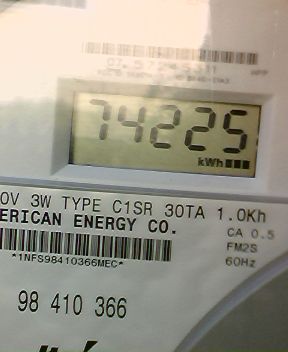 74225
kWh
0V 3W TYPE C1SR 30TA 1.0Kh
ERICAN ENERGY CO.
CA 0.5
FM2S
*1NFS98410366MEC*
60Hz
98 410 366